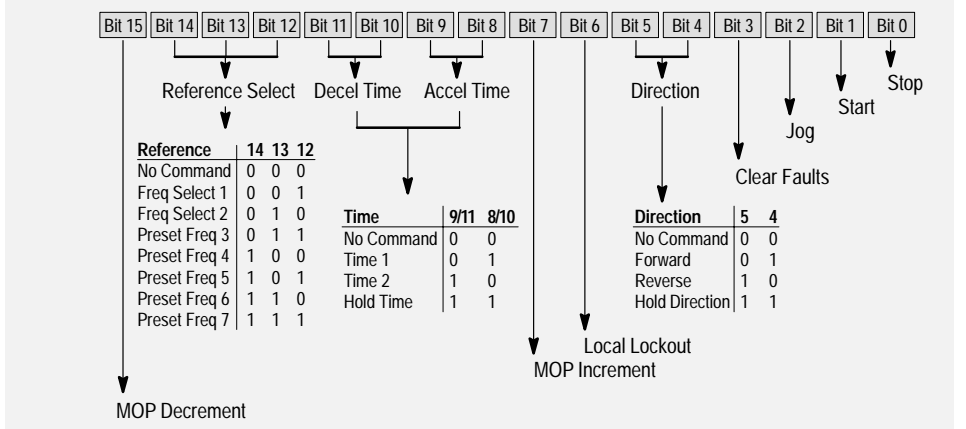 Bit 15 Bit 14 Bit 13 Bit 12 Bit 11 Bit 10 Bit 9 Bit 8 Bit 7 Bit 6 Bit 5 Bit 4 Bit 3 Bit 2 Bit 1 Bit 0
Reference Select Decel Time Accel Time Direction Stop
Start
Jog
Clear Faults
Reference 14 13 12
No Command 0 0 0
Freq Select 1 0 0 1
Freq Select 2 0 1 0
Preset Freq 3 0 1 1
Preset Freq 4 1 0 0
Preset Freq 5 1 0 1
Preset Freq 6 1 1 0
Preset Freq 7 1 1 1
Time 9/11 8/10
No Command 0 0
Time 1 0 1
Time 2 1 0
Hold Time 1 1
Direction 5 4
No Command 0 0
Forward 0 1
Reverse 1 0
Hold Direction 1 1
Local Lockout
MOP Increment
MOP Decrement